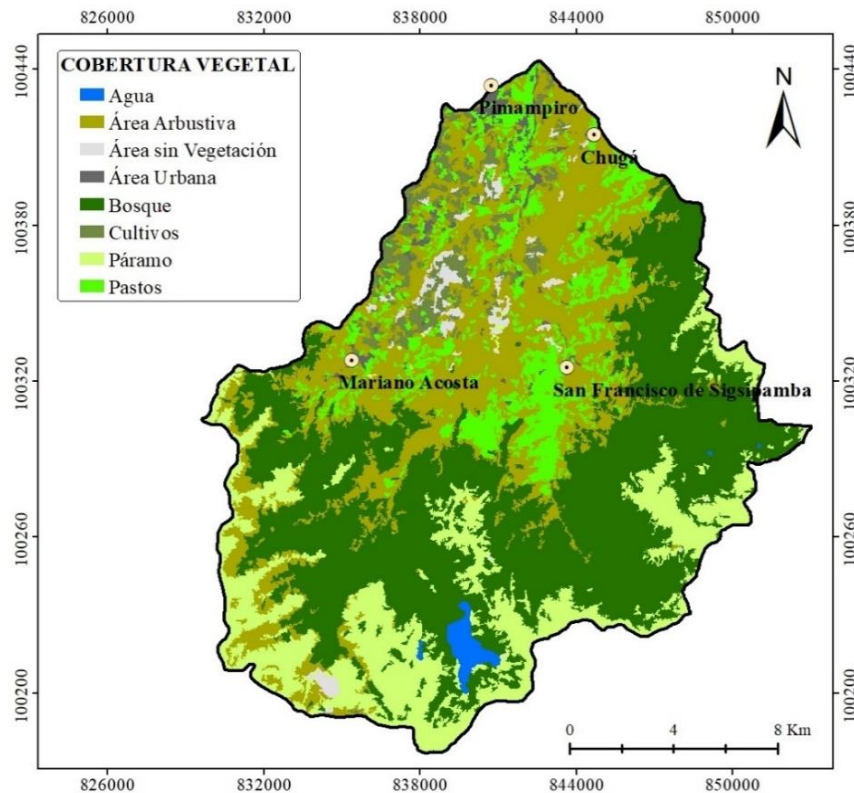 826000 832000 838000 844000 850000
COBERTURA VEGETAL
Agua
Área Arbustiva
Área sin Vegetación
Área Urbana
Bosque
Cultivos
Páramo
Pastos
N
Pimampiro
Chugá
Mariano Acosta
San Francisco de Sigsipamba
100440
100380
100320
100260
100200
100440
100380
100320
100260
100200
0 4 8 Km
826000 832000 838000 844000 850000